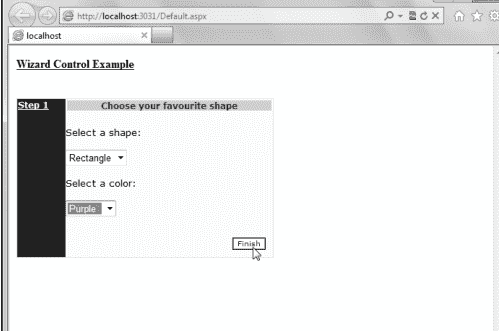 http://localhost:3031/Default.aspx
localhost
Wizard Control Example
Step 1
Choose your favourite shape
Select a shape:
Rectangle
Select a color:
Purple
Finish